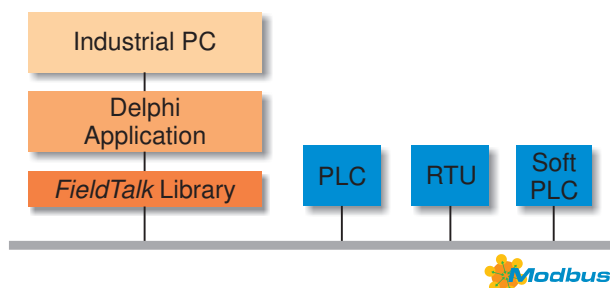 Industrial PC
Delphi
Application
FieldTalk Library
PLC
RTU
Soft
PLC
Modbus